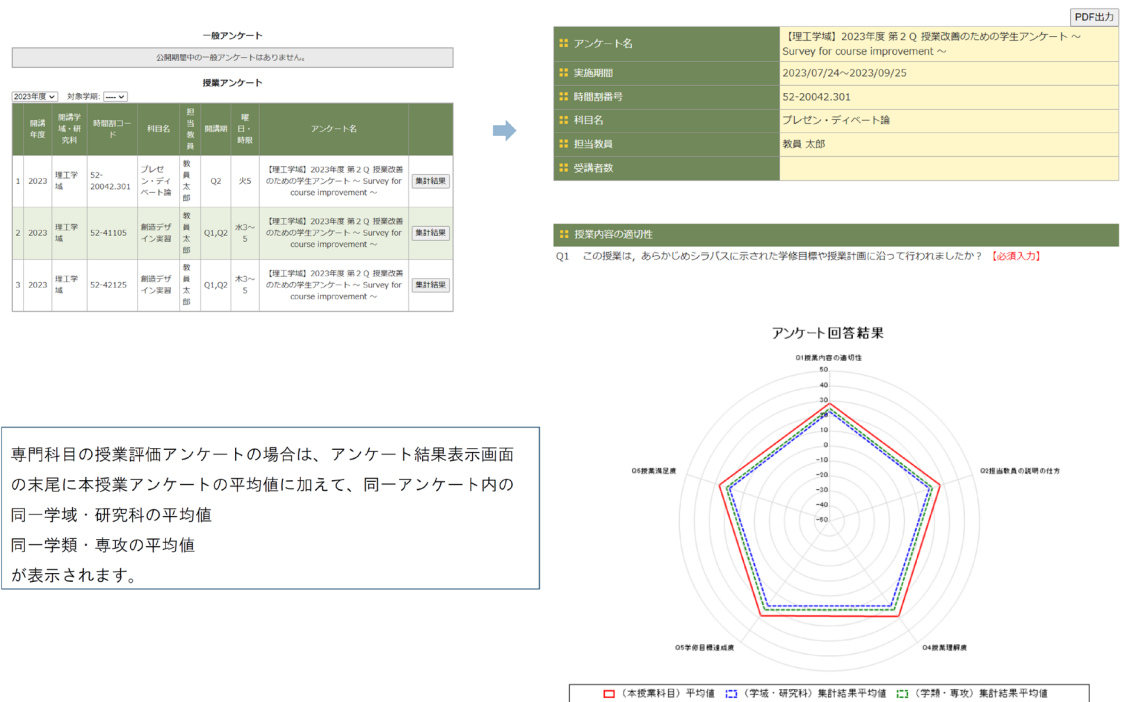 一般アンケート
公開期間中の一般アンケートはありません。
授業アンケート
2023年度 対象学期: ----
開講年度 開講学域・研究科 時間割コード 科目名 担当教員 開講期 曜日・時限 アンケート名
1 2023 理工学域 52-20042.301 プレゼン・ディベート論 教員太郎 Q2 火5 【理工学域】2023年度 第２Ｑ 授業改善のための学生アンケート ～ Survey for course improvement ～ 集計結果
2 2023 理工学域 52-41105 創造デザイン実習 教員太郎 Q1,Q2 水3～5 【理工学域】2023年度 第２Ｑ 授業改善のための学生アンケート ～ Survey for course improvement ～ 集計結果
3 2023 理工学域 52-42125 創造デザイン実習 教員太郎 Q1,Q2 木3～5 【理工学域】2023年度 第２Ｑ 授業改善のための学生アンケート ～ Survey for course improvement ～ 集計結果
専門科目の授業評価アンケートの場合は、アンケート結果表示画面
の末尾に本授業アンケートの平均値に加えて、同一アンケート内の
同一学域・研究科の平均値
同一学類・専攻の平均値
が表示されます。
PDF出力
アンケート名 【理工学域】2023年度 第２Ｑ 授業改善のための学生アンケート ～
Survey for course improvement ～
実施期間 2023/07/24～2023/09/25
時間割番号 52-20042.301
科目名 プレゼン・ディベート論
担当教員 教員 太郎
受講者数
授業内容の適切性
Q1 この授業は，あらかじめシラバスに示された学修目標や授業計画に沿って行われましたか？ 【必須入力】
アンケート回答結果
Q1授業内容の適切性
50
40
30
20
10
0
-10
-20
-30
-40
-50
Q6授業満足度
Q2担当教員の説明の仕方
Q5学修目標達成度
Q4授業理解度
（本授業科目）平均値 （学域・研究科）集計結果平均値 （学類・専攻）集計結果平均値